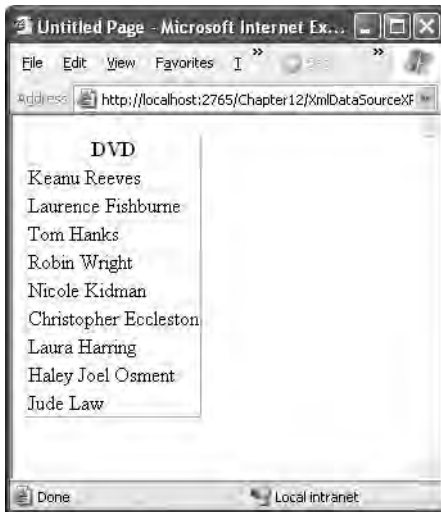 Untitled Page - Microsoft Internet Ex...
File Edit View Favorites T »  »
Address http://localhost:2765/Chapter12/XmlDataSourceXF
DVD
Keanu Reeves
Laurence Fishburne
Tom Hanks
Robin Wright
Nicole Kidman
Christopher Eccleston
Laura Harring
Haley Joel Osment
Jude Law
Done Local intranet